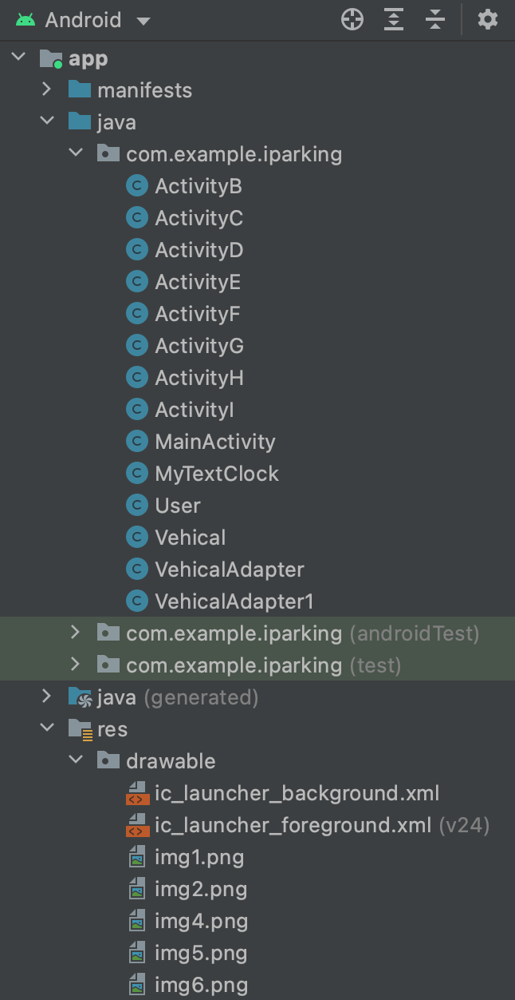 Android
app
manifests
java
com.example.iparking
ActivityB
ActivityC
ActivityD
ActivityE
ActivityF
ActivityG
ActivityH
ActivityI
MainActivity
MyTextClock
User
Vehical
VehicalAdapter
VehicalAdapter1
com.example.iparking (androidTest)
com.example.iparking (test)
java (generated)
res
drawable
ic_launcher_background.xml
ic_launcher_foreground.xml (v24)
img1.png
img2.png
img4.png
img5.png
img6.png